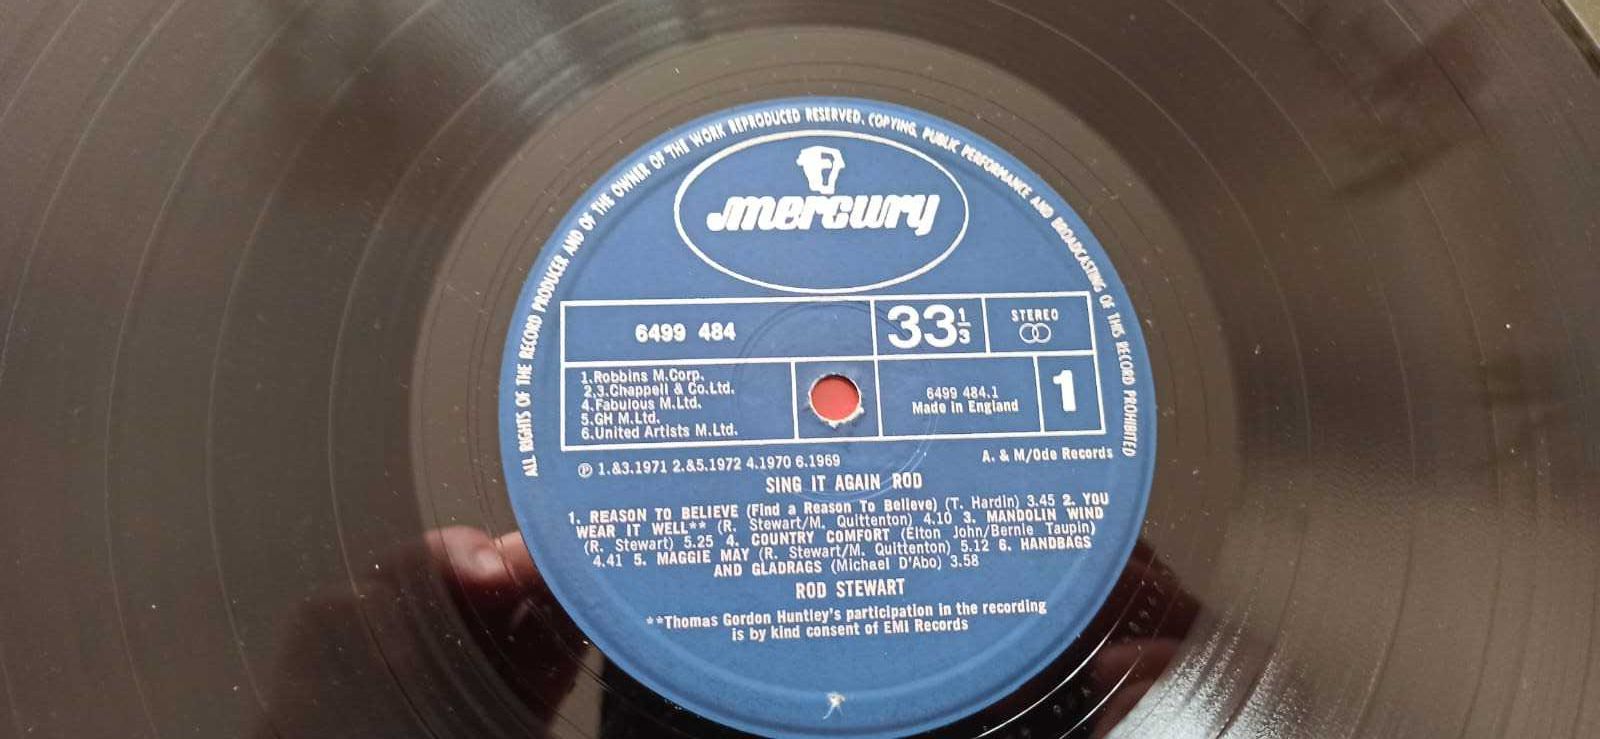 ALL RIGHTS OF THE RECORD PRODUCER AND OF THE OWNER OF THE WORK REPRODUCED RESERVED. COPYING, PUBLIC PERFORMANCE AND BROADCASTING OF THIS RECORD PROHIBITED
mercury
6499 484
33 1/3
STEREO
1.Robbins M.Corp.
2,3.Chappell & Co.Ltd.
4.Fabulous M.Ltd.
5.GH M.Ltd.
6.United Artists M.Ltd.
6499 484.1
Made in England
1
℗ 1.&3.1971 2.&5.1972 4.1970 6.1969
A. & M/Ode Records
SING IT AGAIN ROD
1. REASON TO BELIEVE (Find a Reason To Believe) (T. Hardin) 3.45 2. YOU
WEAR IT WELL** (R. Stewart/M. Quittenton) 4.10 3. MANDOLIN WIND
(R. Stewart) 5.25 4. COUNTRY COMFORT (Elton John/Bernie Taupin)
4.41 5. MAGGIE MAY (R. Stewart/M. Quittenton) 5.12 6. HANDBAGS
AND GLADRAGS (Michael D'Abo) 3.58
ROD STEWART
**Thomas Gordon Huntley's participation in the recording
is by kind consent of EMI Records